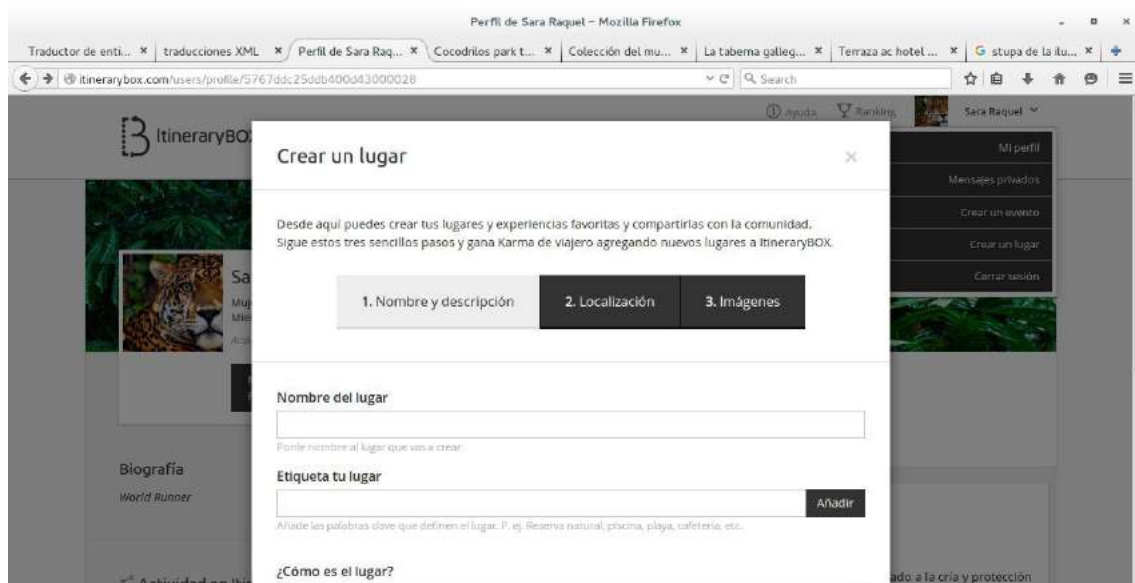 Perfil de Sara Raquel – Mozilla Firefox
Traductor de enti... traducciones XML Perfil de Sara Raq... Cocodrilos park t... Colección del mu... La taberna galleg... Terraza ac hotel ... stupa de la ilu...
itinerarybox.com/users/profile/5767ddc25ddb400d43000028 Search
Ayuda Ranking Sara Raquel
ItineraryBO
Crear un lugar
Mi perfil
Mensajes privados
Crear un evento
Crear un lugar
Cerrar sesión
Desde aquí puedes crear tus lugares y experiencias favoritas y compartirlas con la comunidad.
Sigue estos tres sencillos pasos y gana Karma de viajero agregando nuevos lugares a ItineraryBOX.
Sa
Muj
Mie
1. Nombre y descripción 2. Localización 3. Imágenes
Nombre del lugar
Ponle nombre al lugar que vas a crear
Biografía
World Runner
Etiqueta tu lugar
Añadir
Añade las palabras clave que definen el lugar. P. ej. Reserva natural, piscina, playa, cafetería, etc.
¿Cómo es el lugar?
Actividad en
ado a la cría y protección